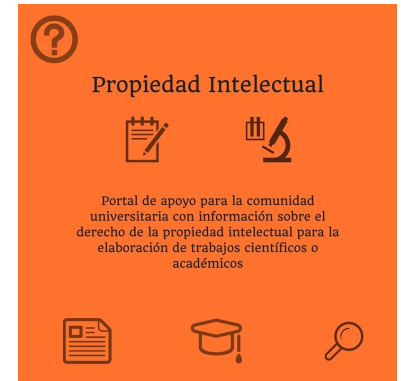 Propiedad Intelectual
Portal de apoyo para la comunidad
universitaria con información sobre el
derecho de la propiedad intelectual para la
elaboración de trabajos científicos o
académicos